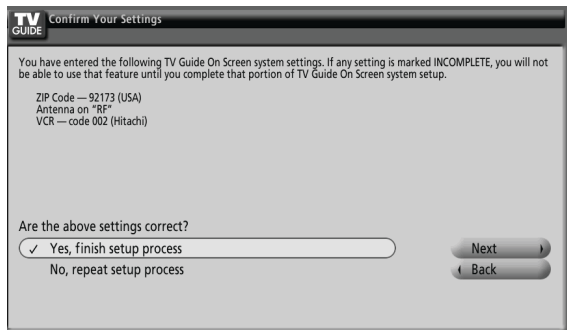 TV
GUIDE
Confirm Your Settings
You have entered the following TV Guide On Screen system settings. If any setting is marked INCOMPLETE, you will not
be able to use that feature until you complete that portion of TV Guide On Screen system setup.
ZIP Code — 92173 (USA)
Antenna on “RF”
VCR — code 002 (Hitachi)
Are the above settings correct?
✓ Yes, finish setup process
No, repeat setup process
Next
Back